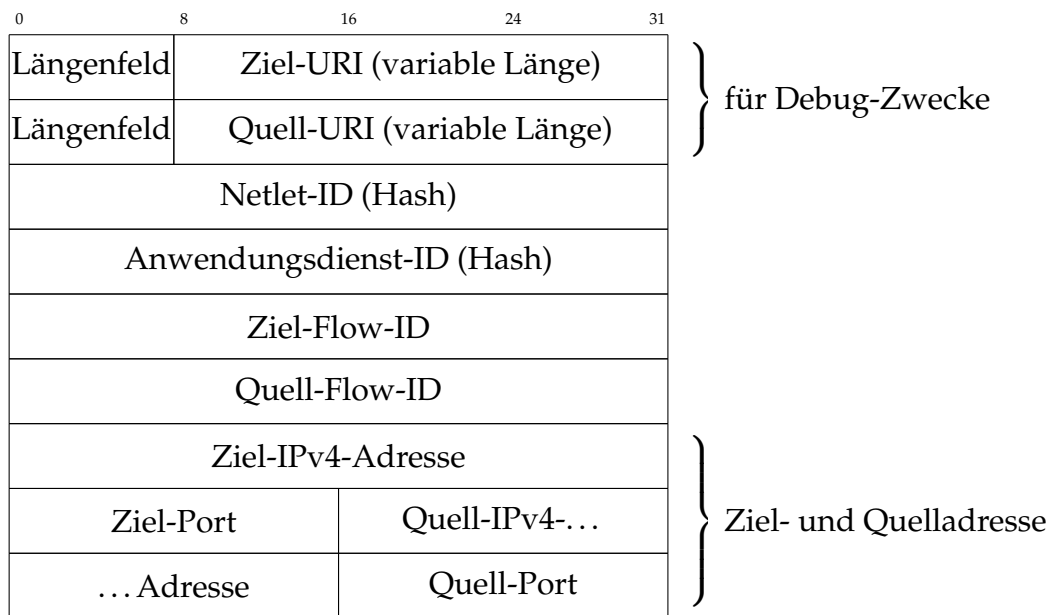 0 8 16 24 31
Längenfeld Ziel-URI (variable Länge)
für Debug-Zwecke
Längenfeld Quell-URI (variable Länge)
Netlet-ID (Hash)
Anwendungsdienst-ID (Hash)
Ziel-Flow-ID
Quell-Flow-ID
Ziel-IPv4-Adresse
Ziel-Port Quell-IPv4-…
Ziel- und Quelladresse
…Adresse Quell-Port